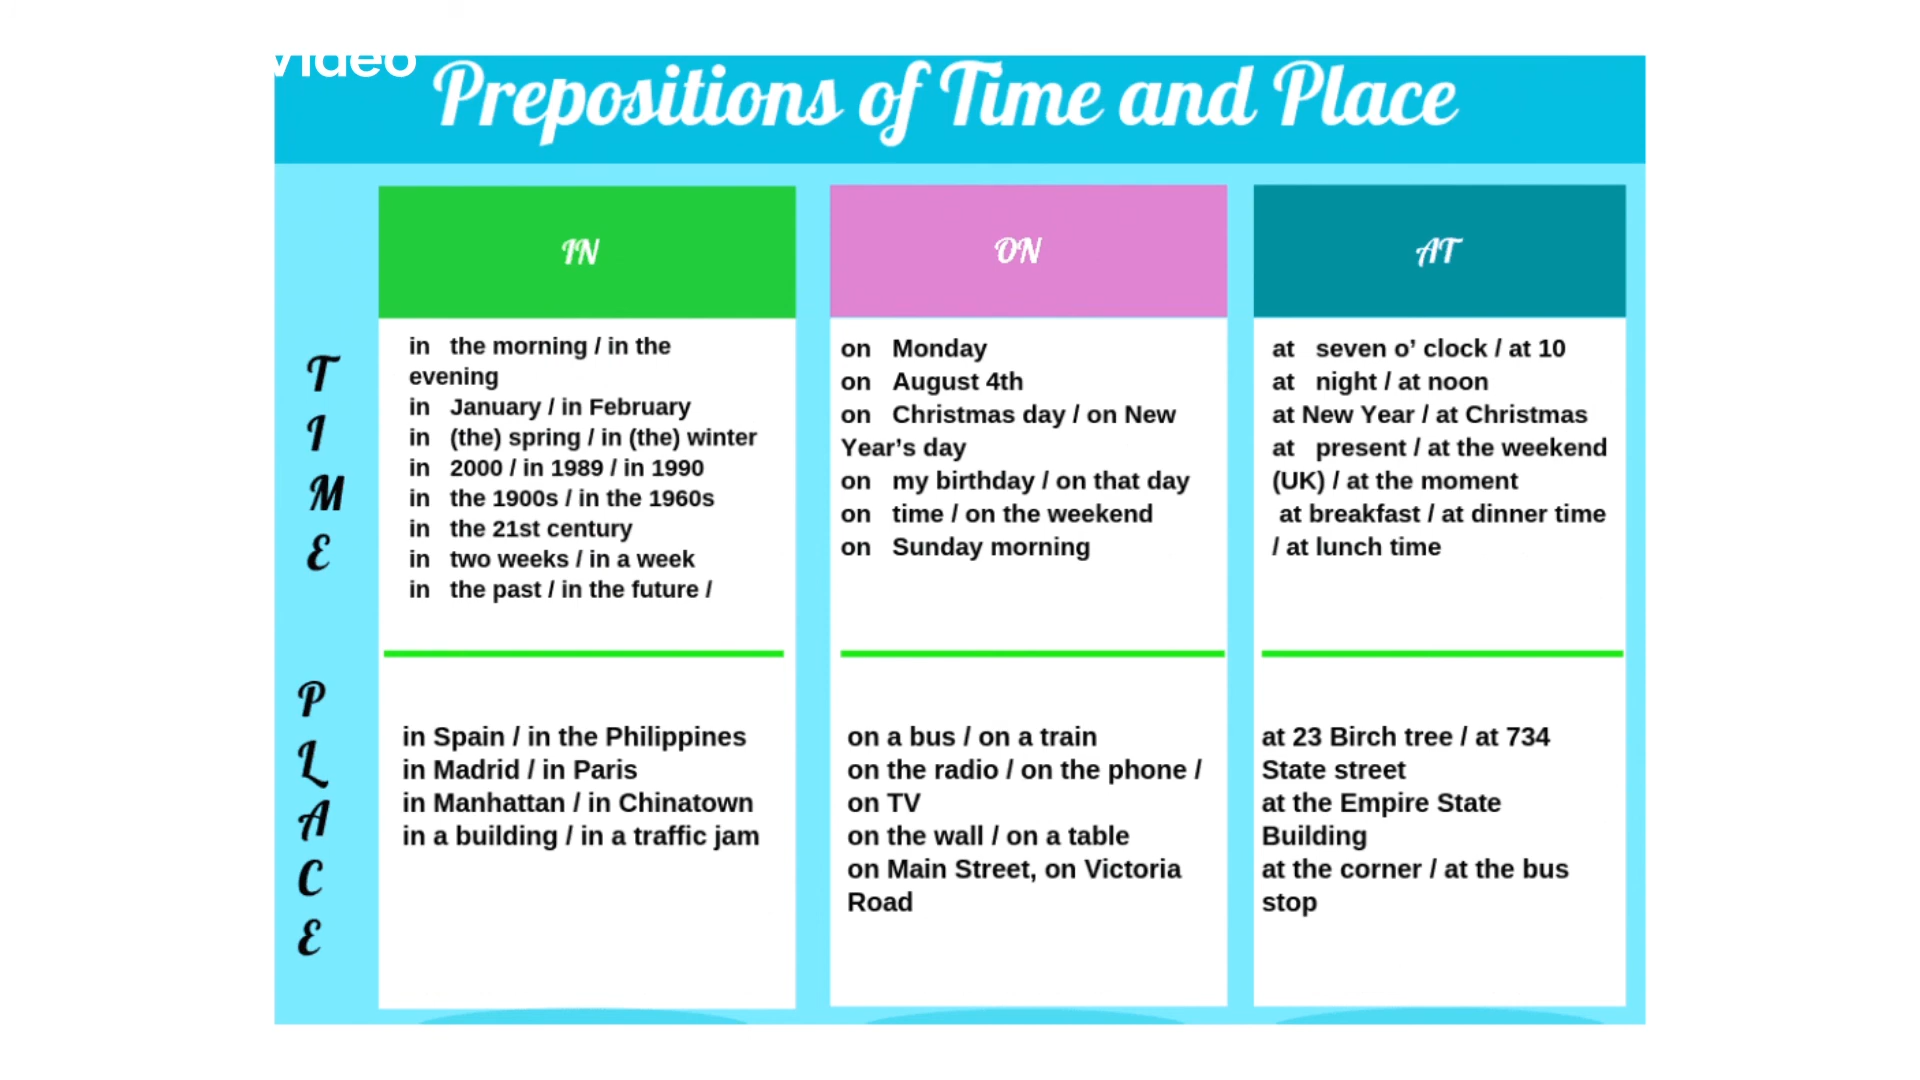 video
Prepositions of Time and Place
IN
ON
AT
T
I
M
E
in the morning / in the
evening
in January / in February
in (the) spring / in (the) winter
in 2000 / in 1989 / in 1990
in the 1900s / in the 1960s
in the 21st century
in two weeks / in a week
in the past / in the future /
on Monday
on August 4th
on Christmas day / on New
Year’s day
on my birthday / on that day
on time / on the weekend
on Sunday morning
at seven o’ clock / at 10
at night / at noon
at New Year / at Christmas
at present / at the weekend
(UK) / at the moment
at breakfast / at dinner time
/ at lunch time
P
L
A
C
E
in Spain / in the Philippines
in Madrid / in Paris
in Manhattan / in Chinatown
in a building / in a traffic jam
on a bus / on a train
on the radio / on the phone /
on TV
on the wall / on a table
on Main Street, on Victoria
Road
at 23 Birch tree / at 734
State street
at the Empire State
Building
at the corner / at the bus
stop